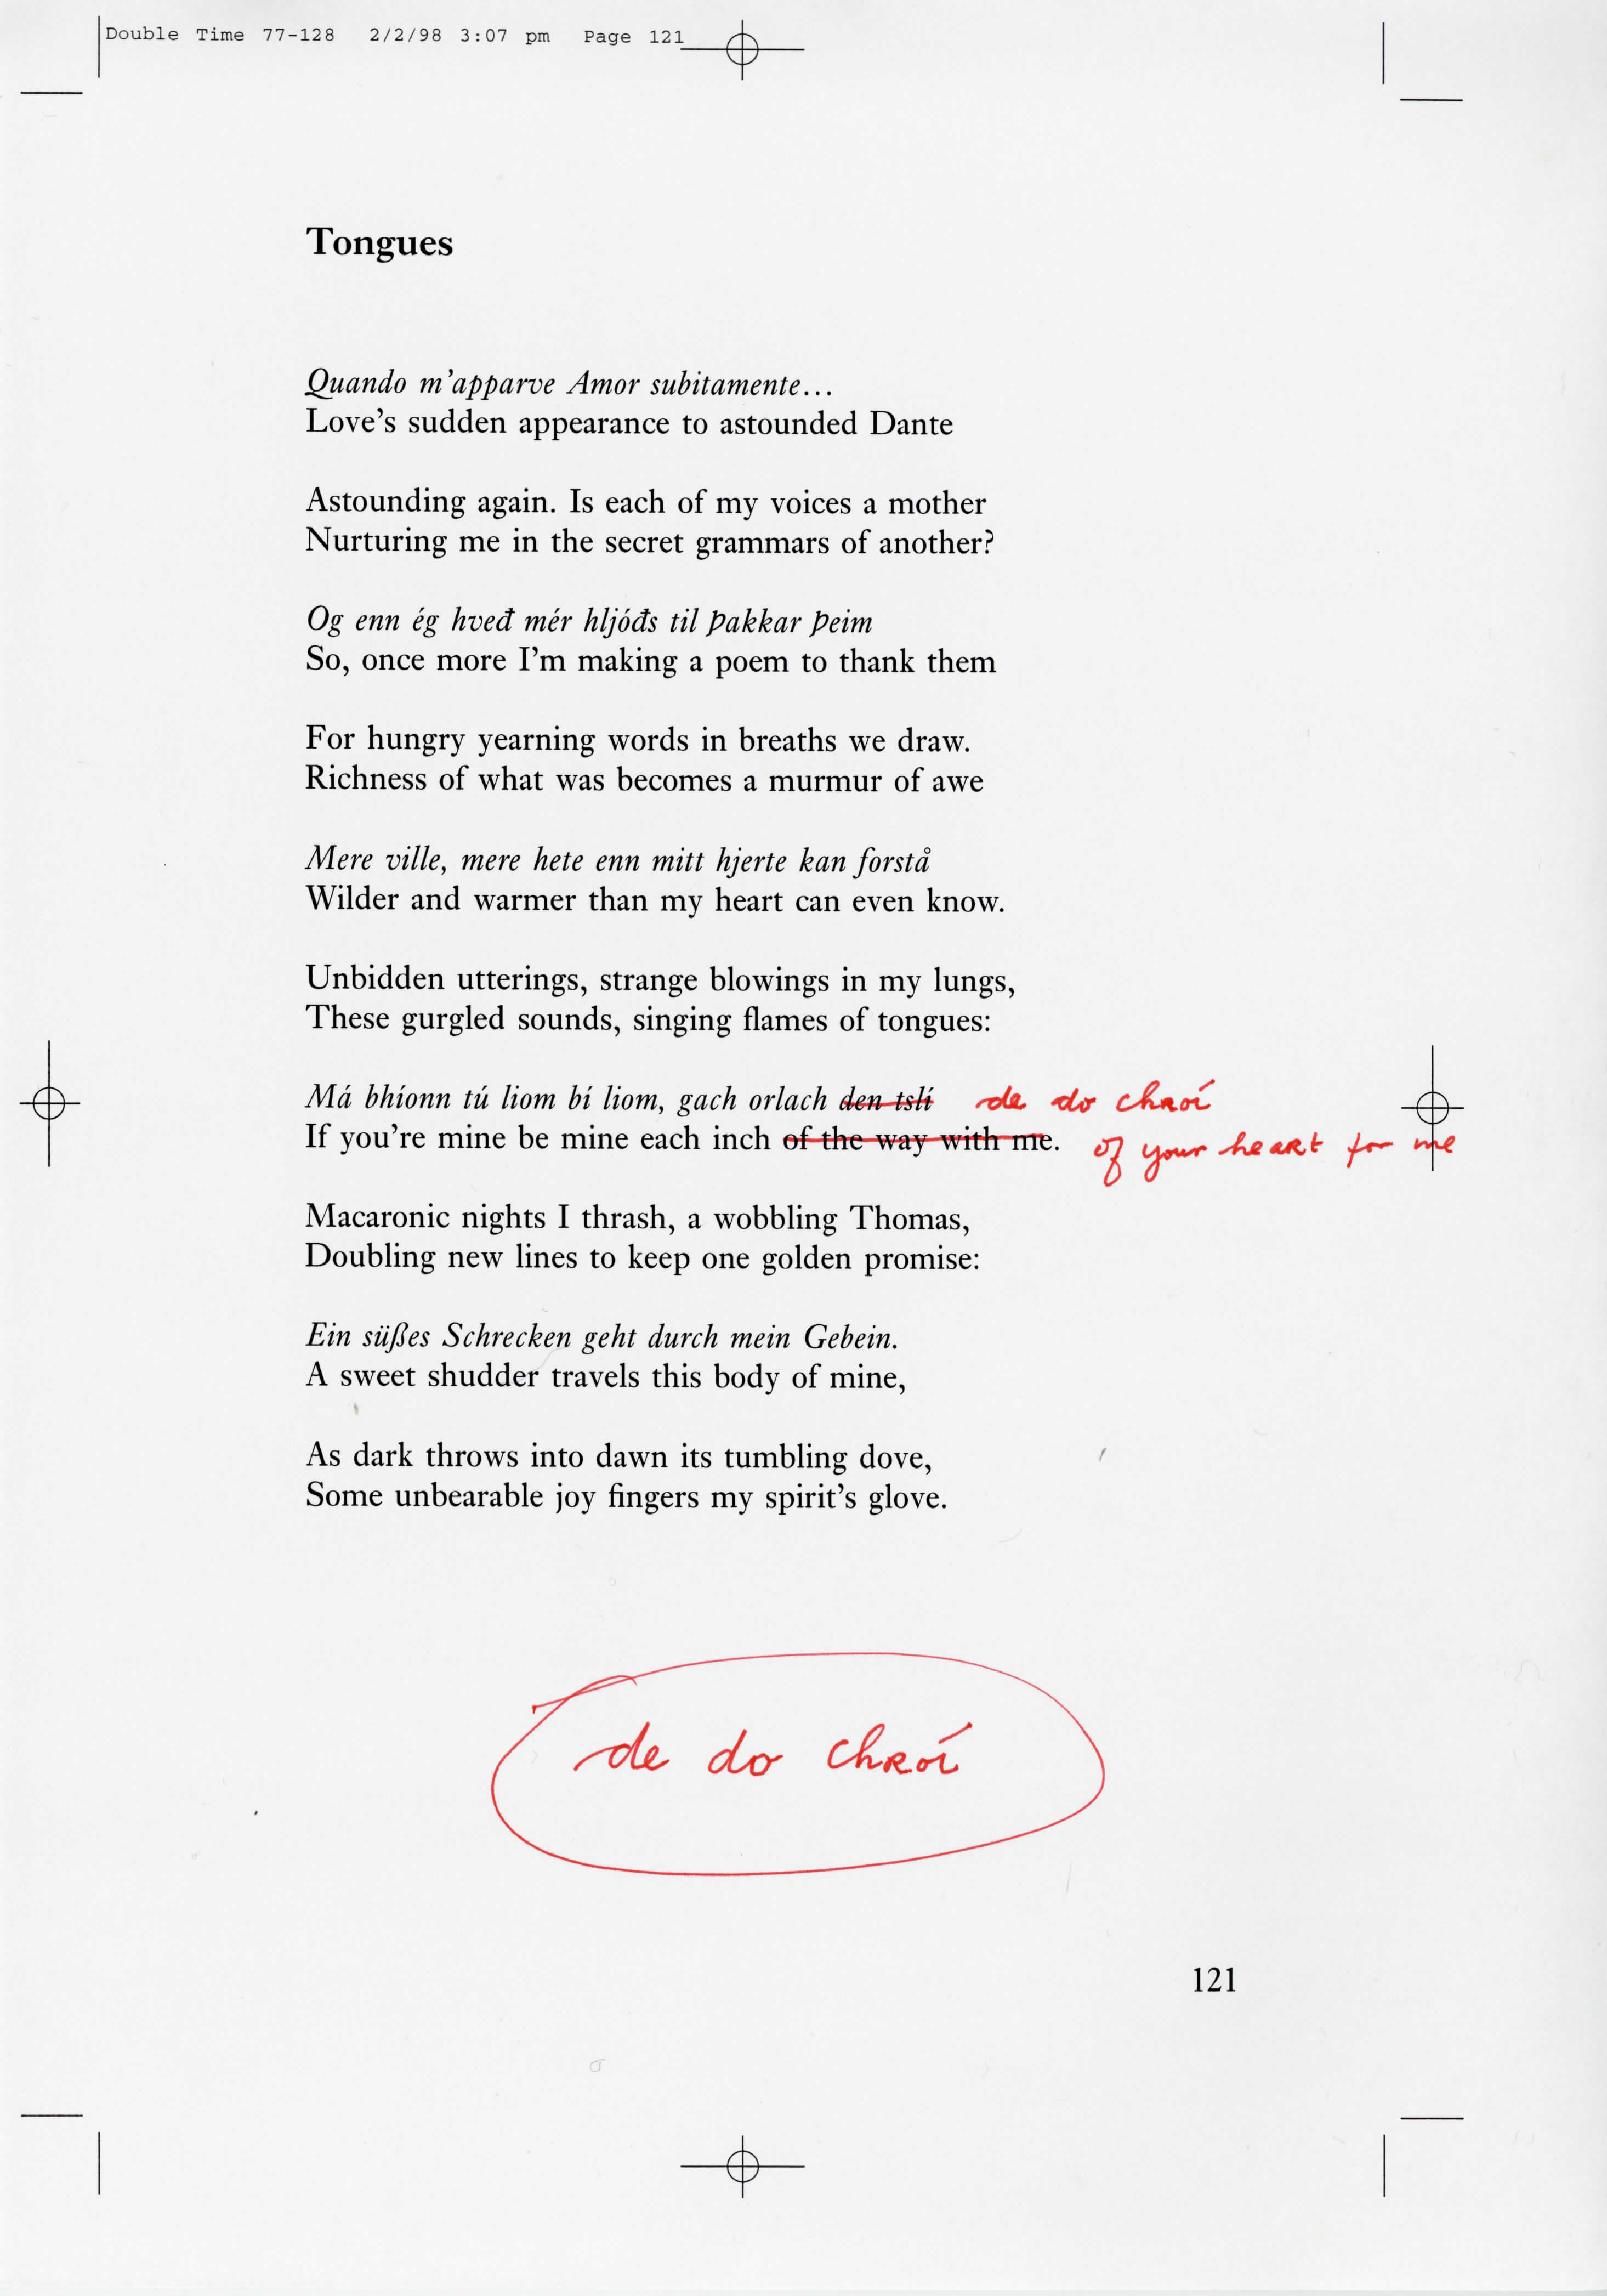 Double Time 77-128 2/2/98 3:07 pm Page 121
Tongues
Quando m'apparve Amor subitamente...
Love's sudden appearance to astounded Dante
Astounding again. Is each of my voices a mother
Nurturing me in the secret grammars of another?
Og enn ég hveđ mér hljóđs til þakkar þeim
So, once more I'm making a poem to thank them
For hungry yearning words in breaths we draw.
Richness of what was becomes a murmur of awe
Mere ville, mere hete enn mitt hjerte kan forstå
Wilder and warmer than my heart can even know.
Unbidden utterings, strange blowings in my lungs,
These gurgled sounds, singing flames of tongues:
Má bhíonn tú liom bí liom, gach orlach den tslí de do chroí
If you're mine be mine each inch of the way with me. of your heart for me
Macaronic nights I thrash, a wobbling Thomas,
Doubling new lines to keep one golden promise:
Ein süßes Schrecken geht durch mein Gebein.
A sweet shudder travels this body of mine,
As dark throws into dawn its tumbling dove,
Some unbearable joy fingers my spirit's glove.
de do chroí
121